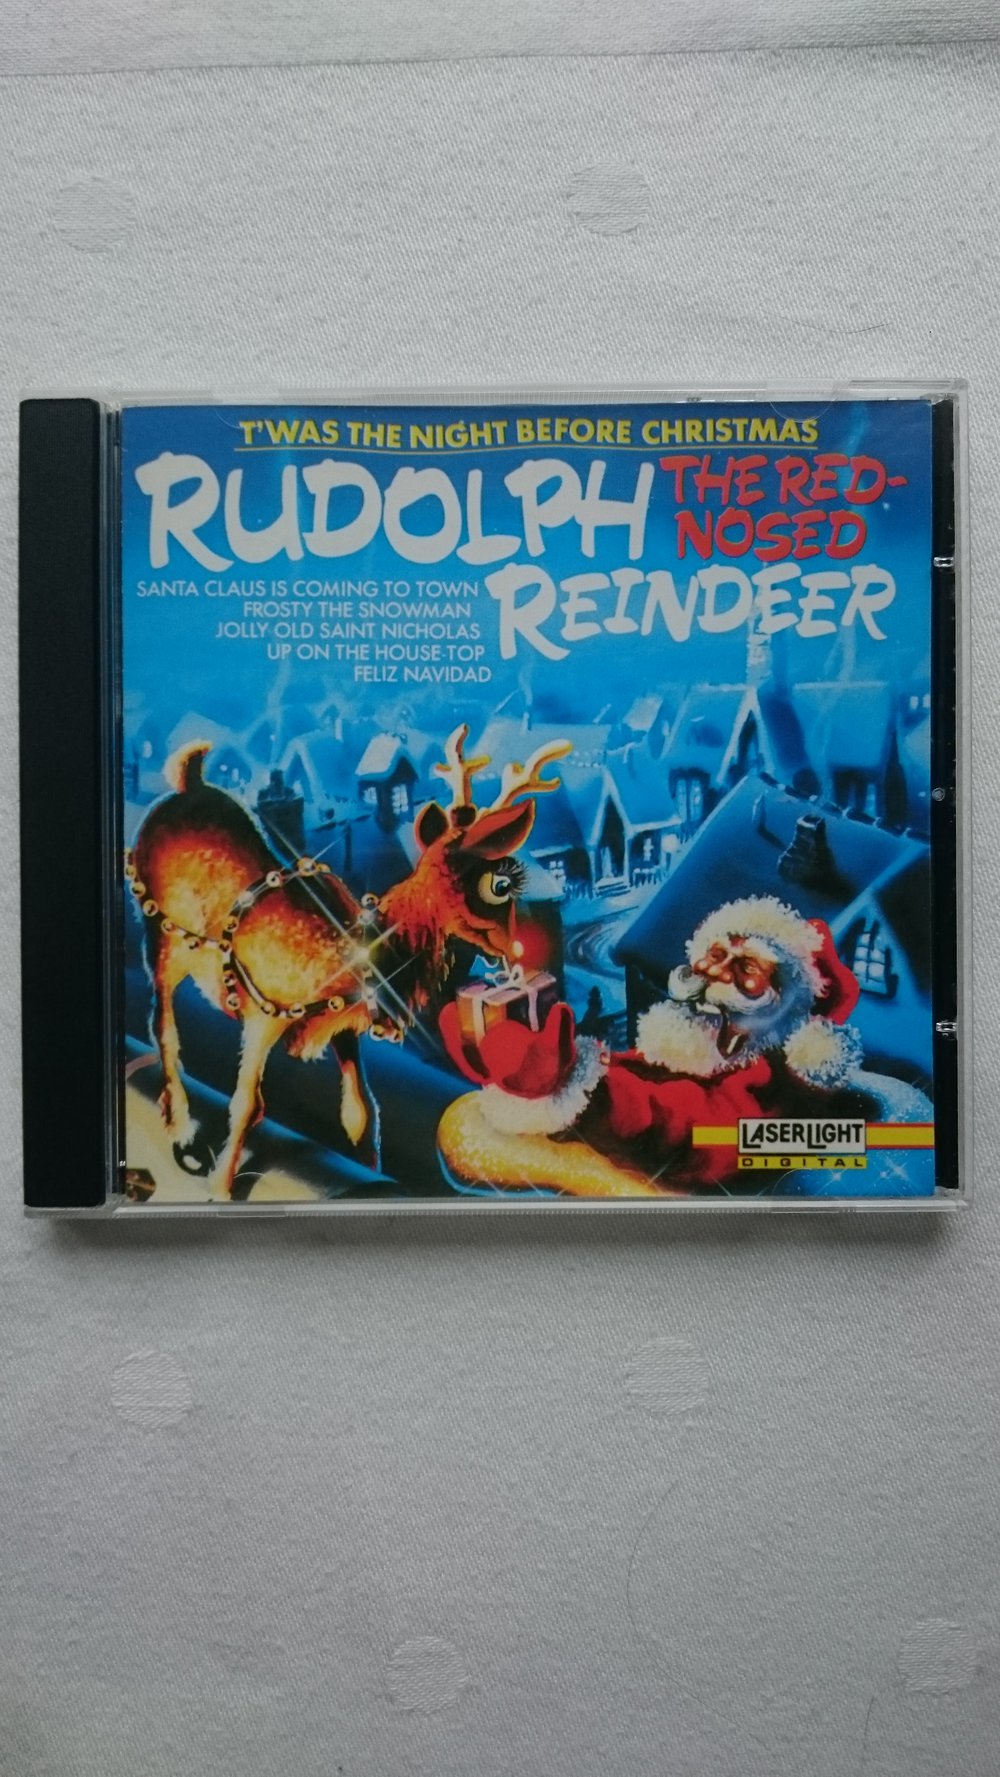 T'WAS THE NIGHT BEFORE CHRISTMAS
RUDOLPH THE RED-
NOSED
REINDEER
SANTA CLAUS IS COMING TO TOWN
FROSTY THE SNOWMAN
JOLLY OLD SAINT NICHOLAS
UP ON THE HOUSE-TOP
FELIZ NAVIDAD
LASERLIGHT
DIGITAL